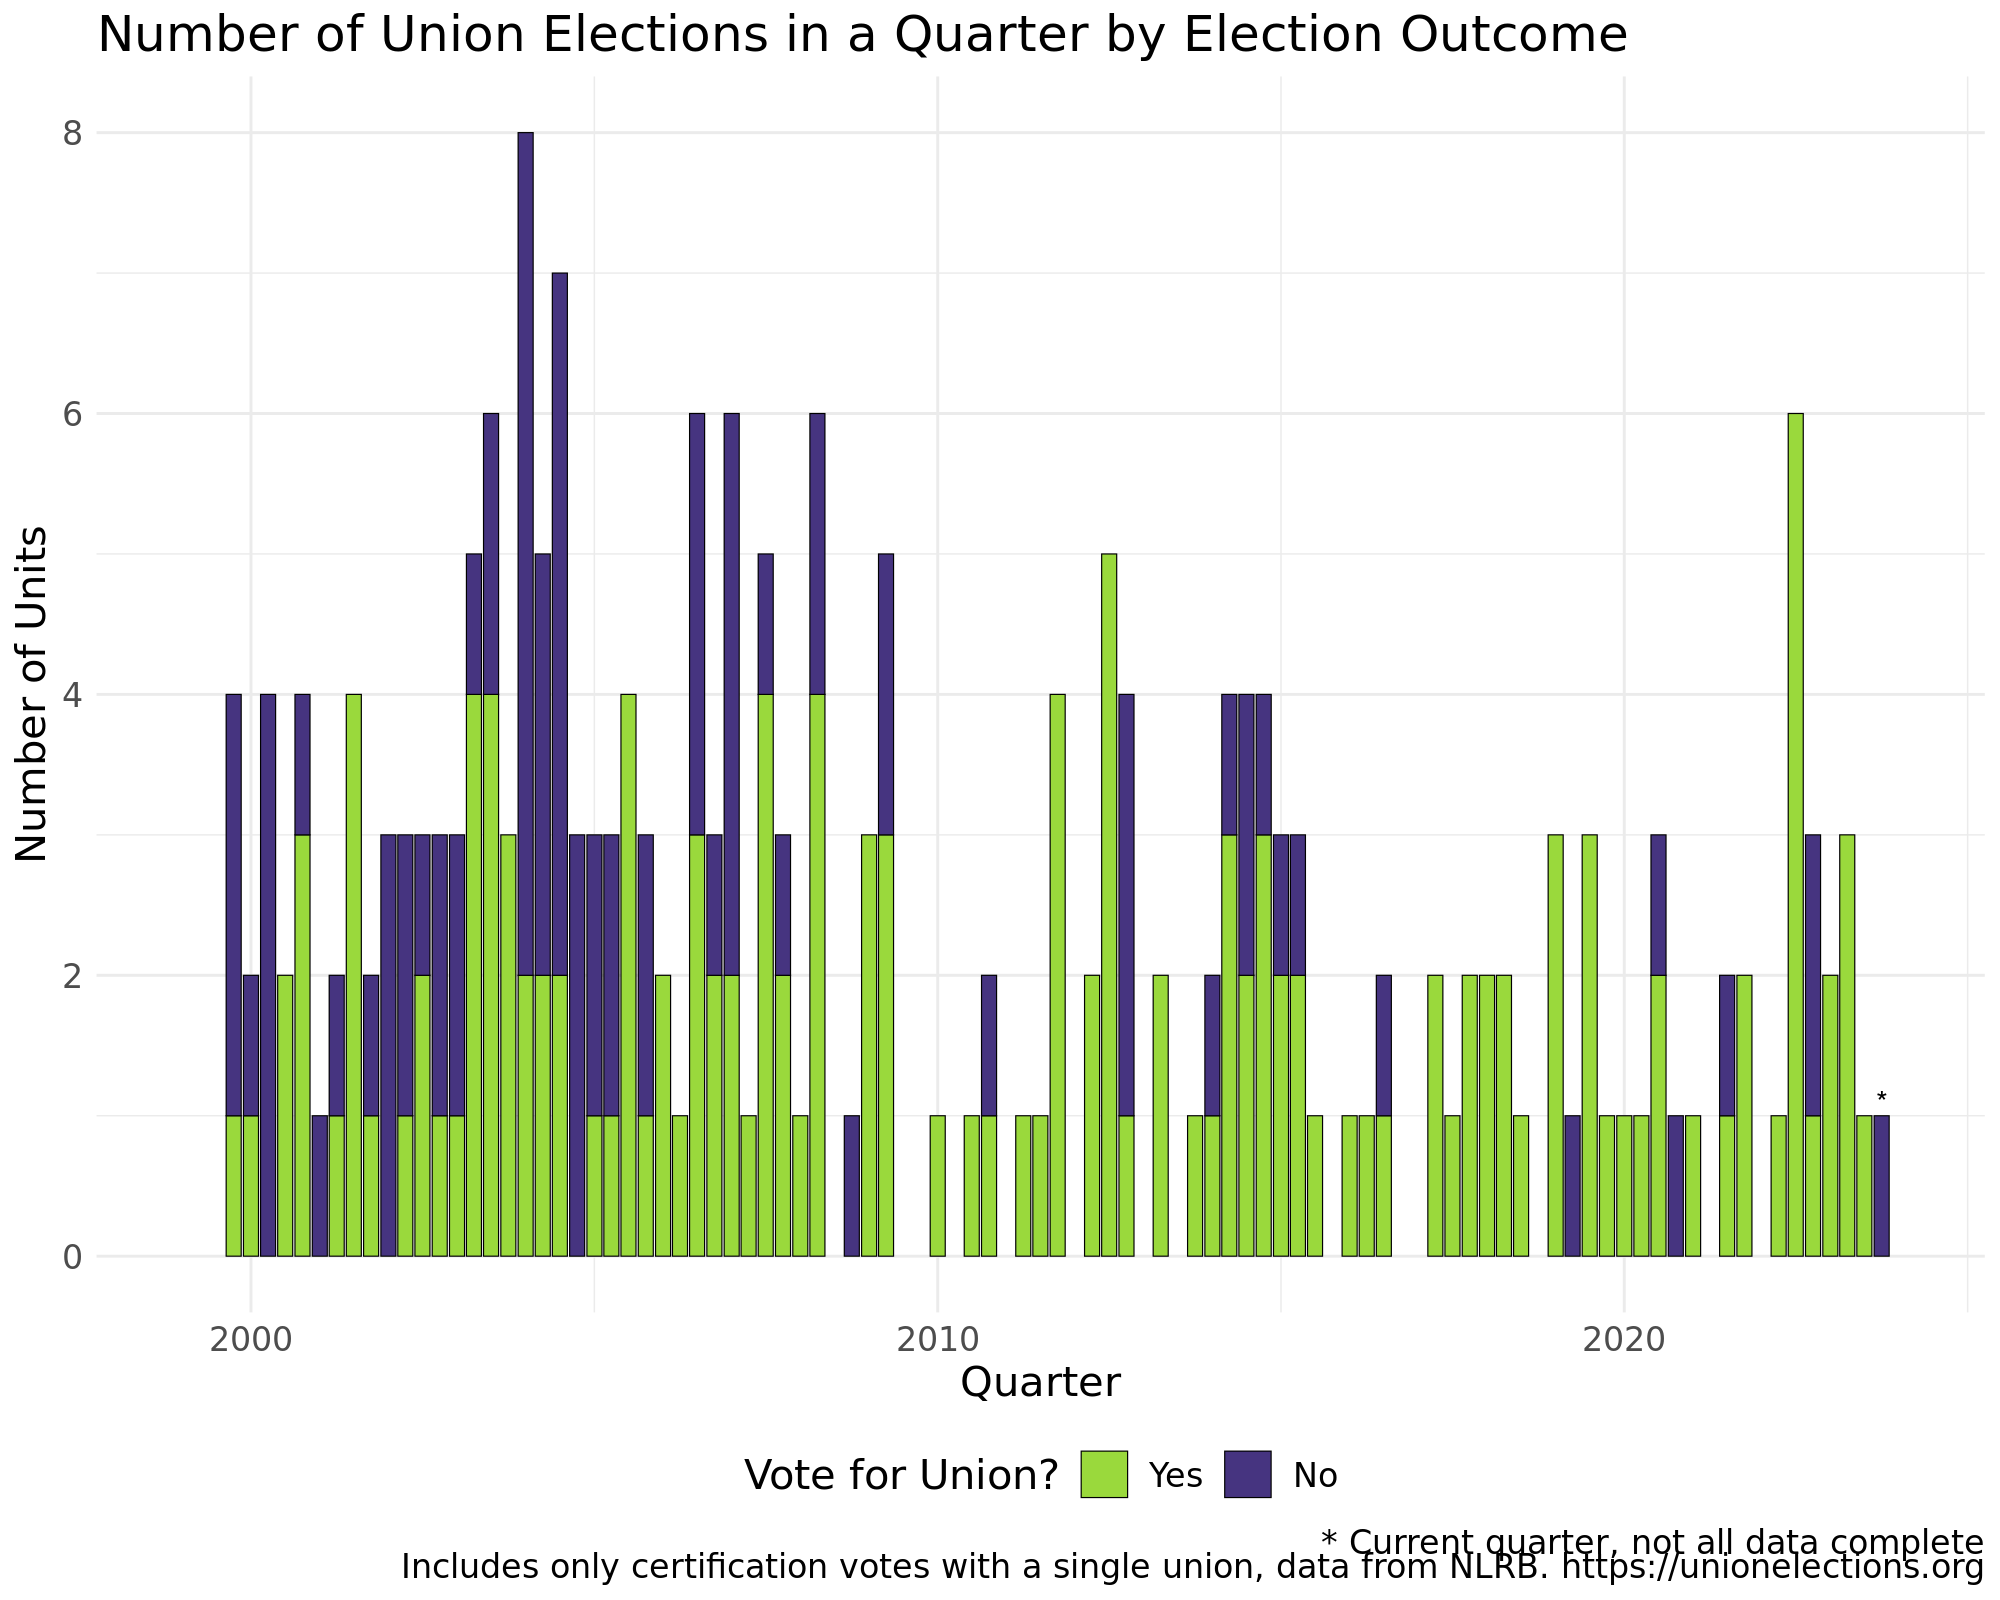 Number of Union Elections in a Quarter by Election Outcome
Number of Units
8
6
4
2
0
*
2000 2010 2020
Quarter
Vote for Union? Yes No
* Current quarter, not all data complete
Includes only certification votes with a single union, data from NLRB. https://unionelections.org